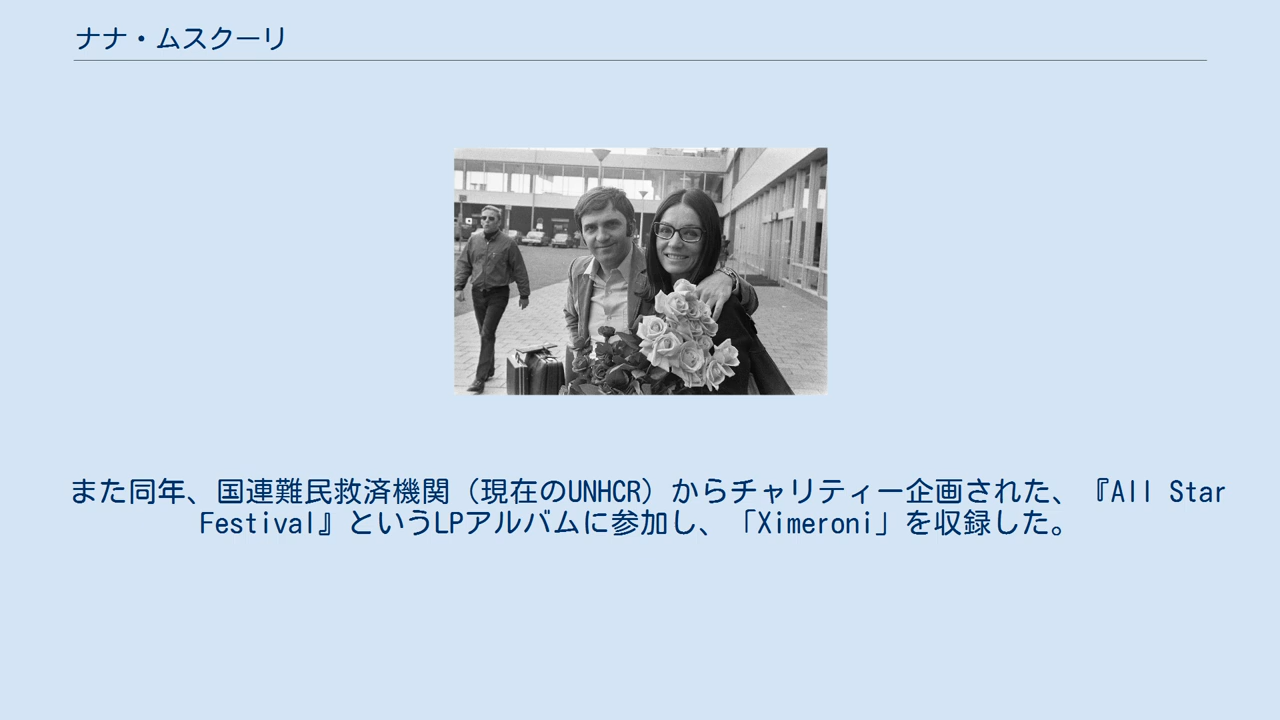 ナナ・ムスクーリ
また同年、国連難民救済機関（現在のUNHCR）からチャリティー企画された、『All Star
Festival』というLPアルバムに参加し、「Ximeroni」を収録した。